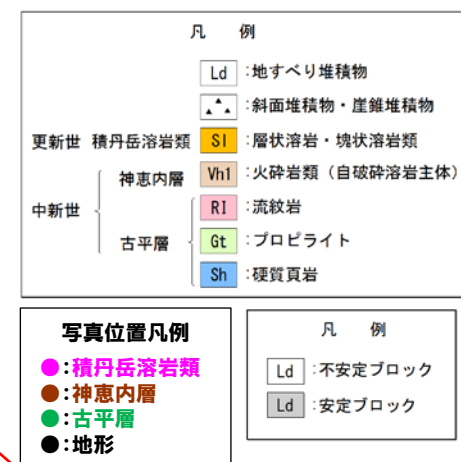 凡 例
Ld :地すべり堆積物
:斜面堆積物・崖錐堆積物
更新世 積丹岳溶岩類 Sl :層状溶岩・塊状溶岩類
中新世 神恵内層 Vh1 :火砕岩類（自破砕溶岩主体）
古平層 RI :流紋岩
Gt :プロピライト
Sh :硬質頁岩
写真位置凡例
●:積丹岳溶岩類
●:神恵内層
●:古平層
●:地形
凡 例
Ld :不安定ブロック
Ld :安定ブロック